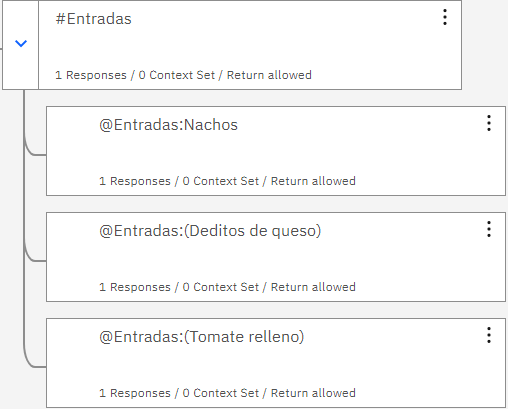 #Entradas
1 Responses / 0 Context Set / Return allowed
@Entradas:Nachos
1 Responses / 0 Context Set / Return allowed
@Entradas:(Deditos de queso)
1 Responses / 0 Context Set / Return allowed
@Entradas:(Tomate relleno)
1 Responses / 0 Context Set / Return allowed